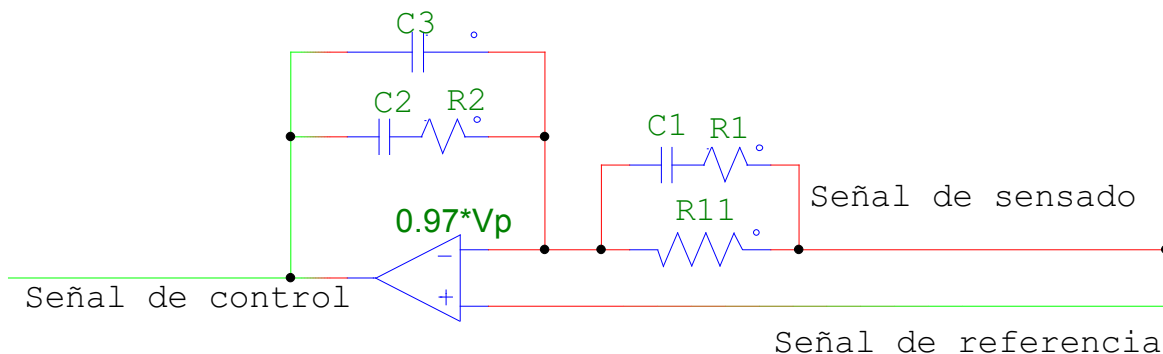 C3
C2
R2
C1
R1
Señal de sensado
R11
0.97*Vp
−
+
Señal de control
Señal de referencia